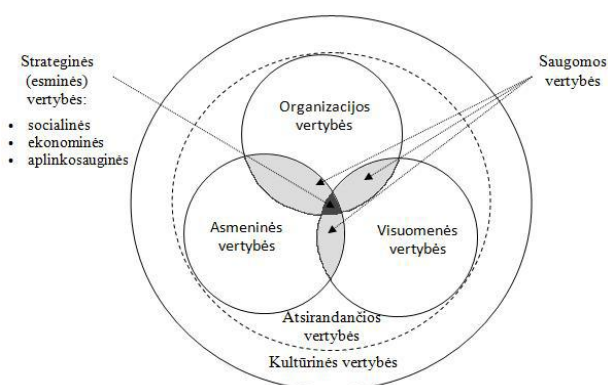 Strateginės
(esminės)
vertybės:
• socialinės
• ekonominės
• aplinkosauginės
Saugomos
vertybės
Organizacijos
vertybės
Asmeninės
vertybės
Visuomenės
vertybės
Atsirandančios
vertybės
Kultūrinės vertybės